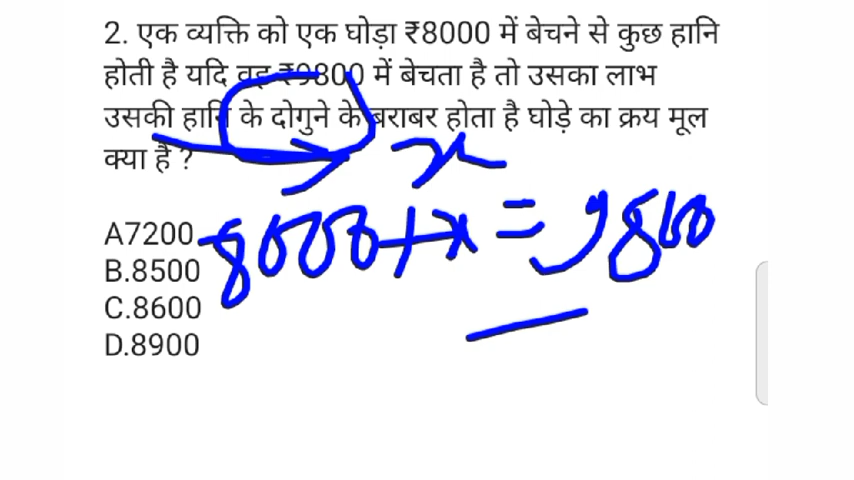 2. एक व्यक्ति को एक घोड़ा ₹8000 में बेचने से कुछ हानि
होती है यदि वह ₹9800 में बेचता है तो उसका लाभ
उसकी हानि के दोगुने के बराबर होता है घोड़े का क्रय मूल
क्या है ?
x
8000+x = 9800
A7200
B.8500
C.8600
D.8900